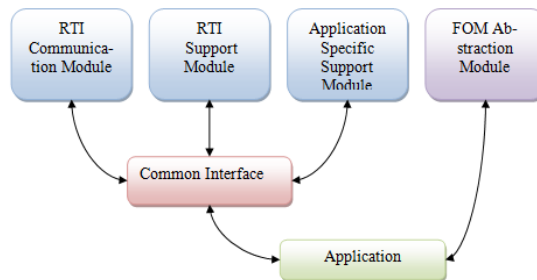 RTI
Communica-
tion Module
RTI
Support
Module
Application
Specific
Support
Module
FOM Ab-
straction
Module
Common Interface
Application